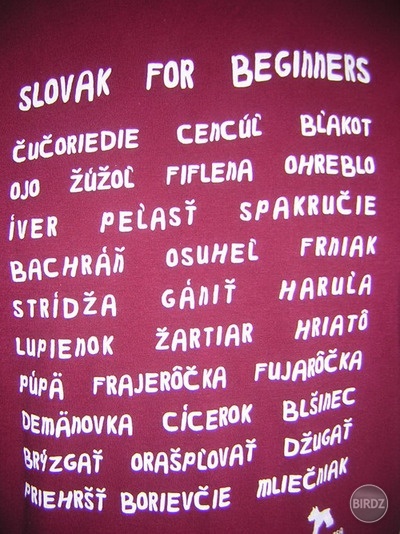 SLOVAK FOR BEGINNERS
ČUČORIEDIE CENCÚĽ BĽAKOT
OJO ŽÚŽOĽ FIFLENA OHREBLO
ÍVER PEĽASŤ SPAKRUČIE
BACHRÁŇ OSUHEĽ FRNIAK
STRÍDŽA GÁNIŤ HARUĽA
LUPIENOK ŽARTIAR HRIATÔ
PÚPÄ FRAJERÔČKA FUJARÔČKA
DEMÄNOVKA CÍCEROK BLŠINEC
BRÝZGAŤ ORAŠPĽOVAŤ DŽUGAŤ
PRIEHRŠŤ BORIEVČIE MLIEČNIAK
BIRDZ